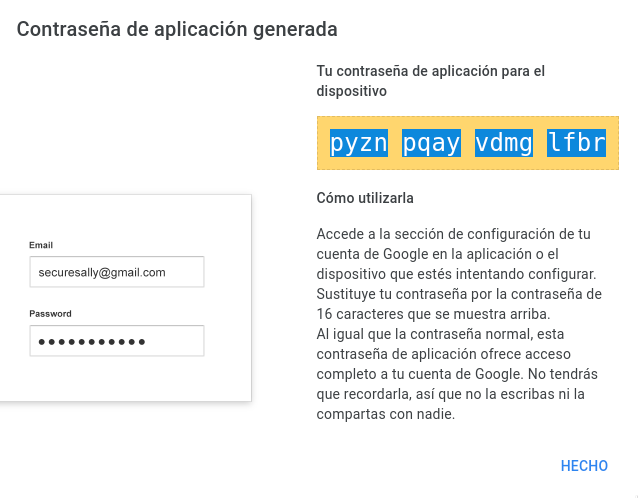 Contraseña de aplicación generada
Tu contraseña de aplicación para el
dispositivo
pyzn pqay vdmg lfbr
Cómo utilizarla
Email
securesally@gmail.com
Password
Accede a la sección de configuración de tu
cuenta de Google en la aplicación o el
dispositivo que estés intentando configurar.
Sustituye tu contraseña por la contraseña de
16 caracteres que se muestra arriba.
Al igual que la contraseña normal, esta
contraseña de aplicación ofrece acceso
completo a tu cuenta de Google. No tendrás
que recordarla, así que no la escribas ni la
compartas con nadie.
HECHO